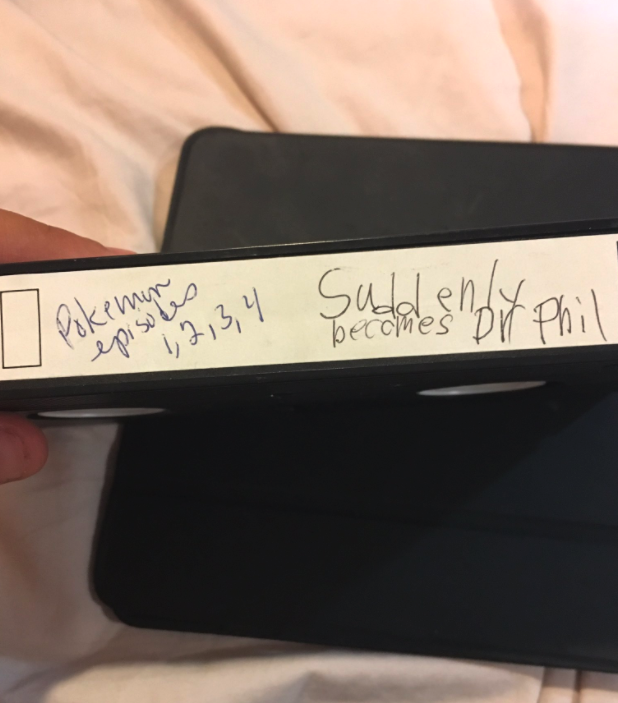 Pokemon
episodes
1,2,3,4
Suddenly
becomes Dr Phil